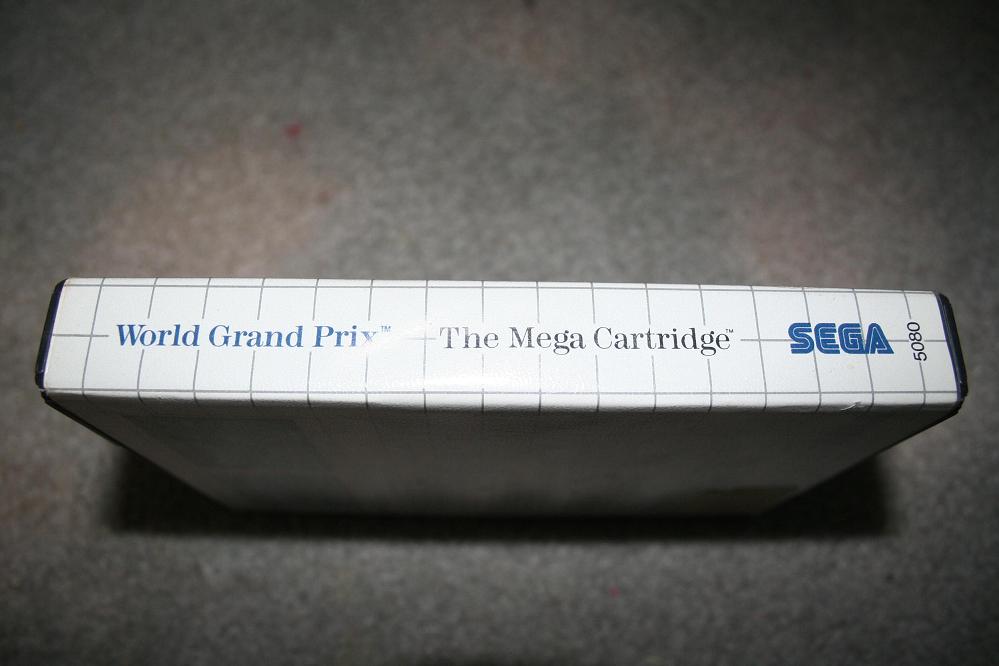 World Grand Prix™ The Mega Cartridge™ SEGA 5080